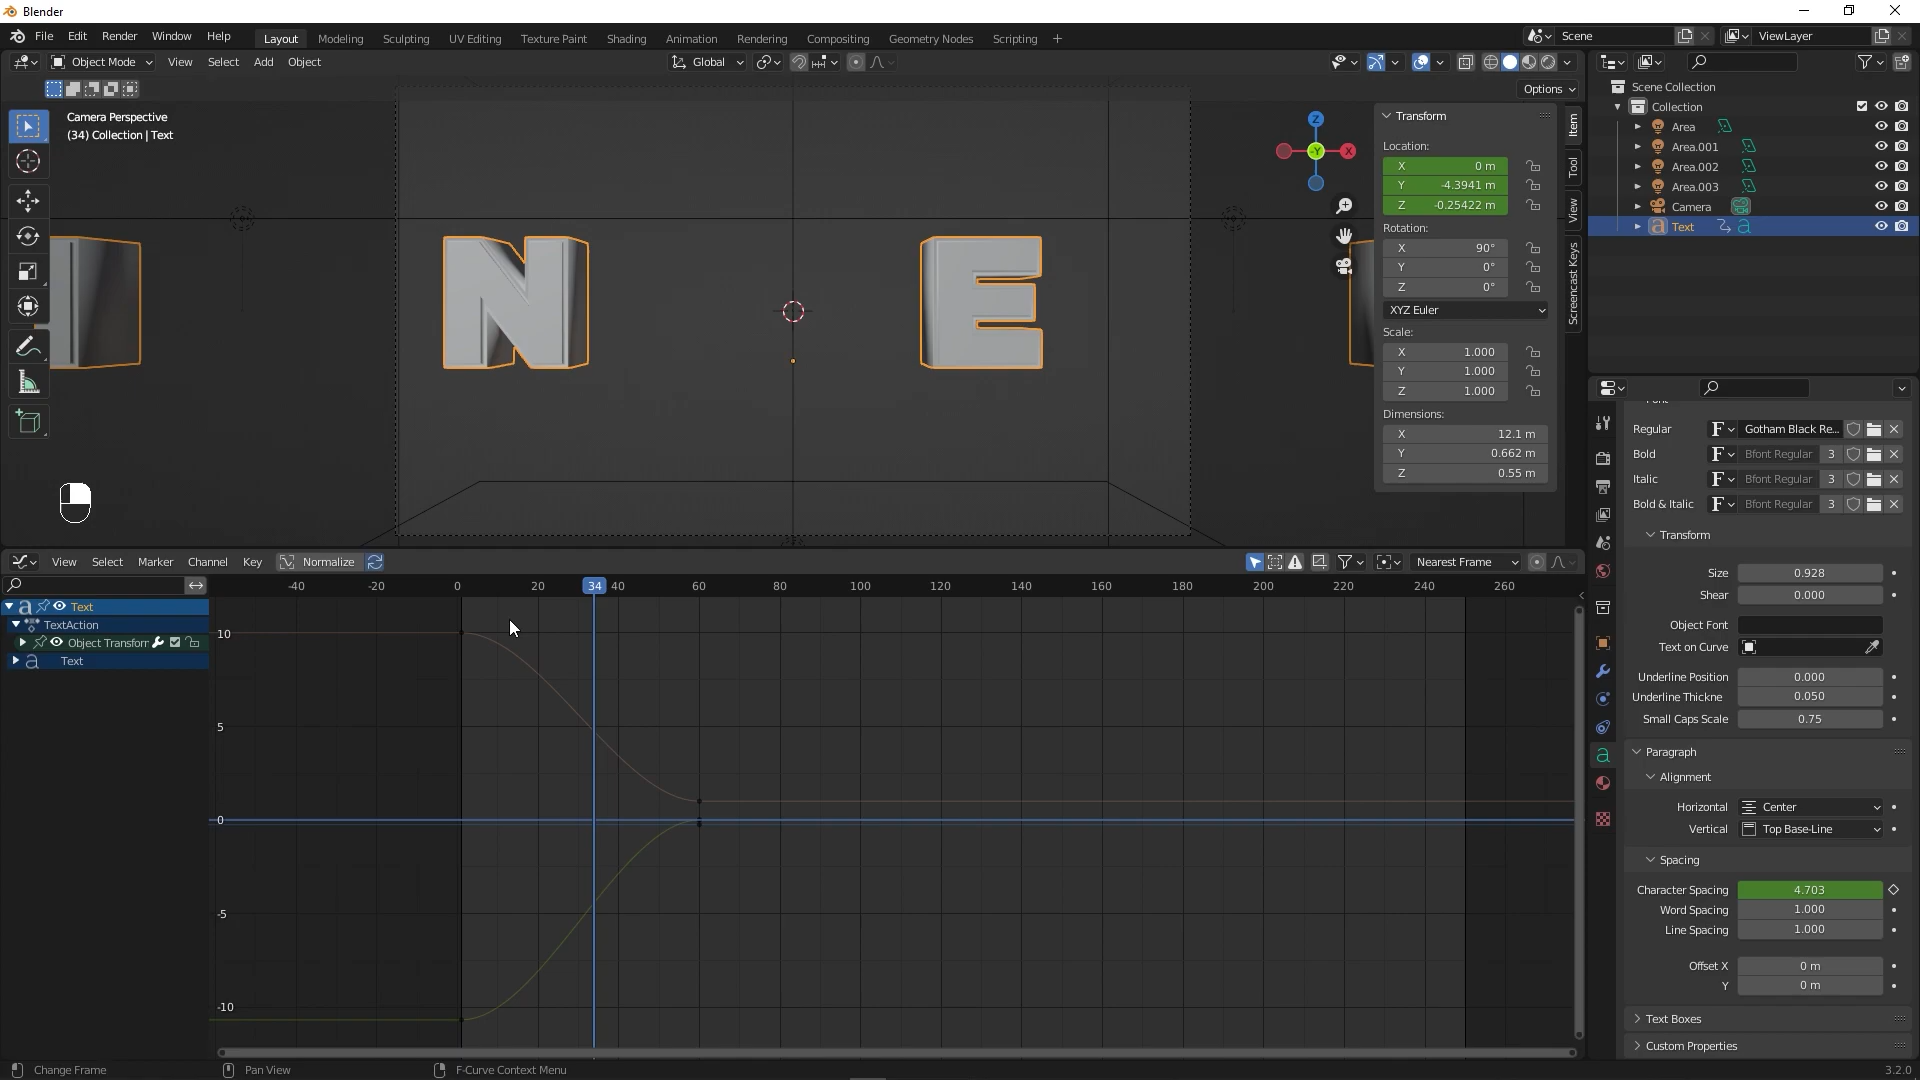 Blender
File Edit Render Window Help Layout Modeling Sculpting UV Editing Texture Paint Shading Animation Rendering Compositing Geometry Nodes Scripting + Scene ViewLayer
Object Mode View Select Add Object Global
Options
Camera Perspective
(34) Collection | Text
N E
Z
-Y
X
Transform
Location:
X 0 m
Y -4.3941 m
Z -0.25422 m
Rotation:
X 90°
Y 0°
Z 0°
XYZ Euler
Scale:
X 1.000
Y 1.000
Z 1.000
Dimensions:
X 12.1 m
Y 0.662 m
Z 0.55 m
Item
Tool
View
Screencast Keys
Scene Collection
Collection
Area
Area.001
Area.002
Area.003
Camera
Text
Regular Gotham Black Re...
Bold Bfont Regular 3
Italic Bfont Regular 3
Bold & Italic Bfont Regular 3
Transform
Size 0.928
Shear 0.000
Object Font
Text on Curve
Underline Position 0.000
Underline Thickne 0.050
Small Caps Scale 0.75
Paragraph
Alignment
Horizontal Center
Vertical Top Base-Line
Spacing
Character Spacing 4.703
Word Spacing 1.000
Line Spacing 1.000
Offset X 0 m
Y 0 m
Text Boxes
Custom Properties
View Select Marker Channel Key Normalize Nearest Frame
-40 -20 0 20 34 40 60 80 100 120 140 160 180 200 220 240 260
Text
TextAction
Object Transforr
Text
10
5
0
-5
-10
Change Frame Pan View F-Curve Context Menu 3.2.0